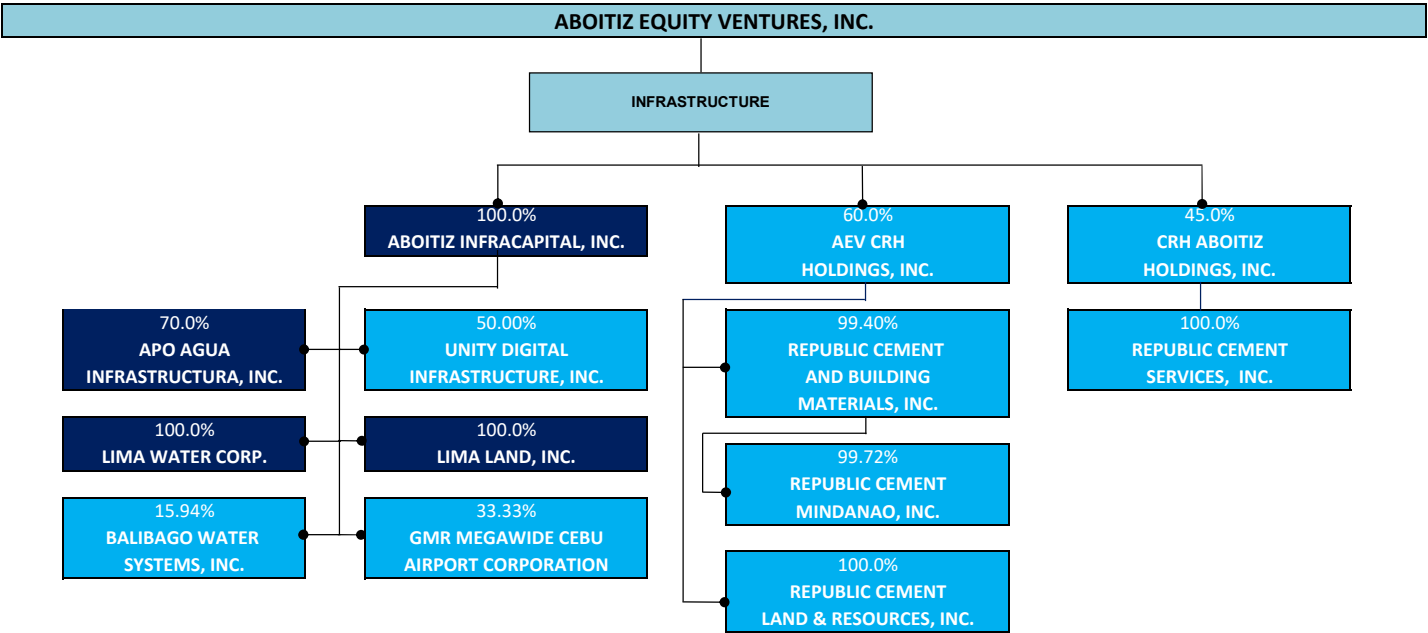 ABOITIZ EQUITY VENTURES, INC.
INFRASTRUCTURE
100.0%
ABOITIZ INFRACAPITAL, INC.
60.0%
AEV CRH
HOLDINGS, INC.
45.0%
CRH ABOITIZ
HOLDINGS, INC.
70.0%
APO AGUA
INFRASTRUCTURA, INC.
50.00%
UNITY DIGITAL
INFRASTRUCTURE, INC.
99.40%
REPUBLIC CEMENT
AND BUILDING
MATERIALS, INC.
100.0%
REPUBLIC CEMENT
SERVICES, INC.
100.0%
LIMA WATER CORP.
100.0%
LIMA LAND, INC.
99.72%
REPUBLIC CEMENT
MINDANAO, INC.
15.94%
BALIBAGO WATER
SYSTEMS, INC.
33.33%
GMR MEGAWIDE CEBU
AIRPORT CORPORATION
100.0%
REPUBLIC CEMENT
LAND & RESOURCES, INC.